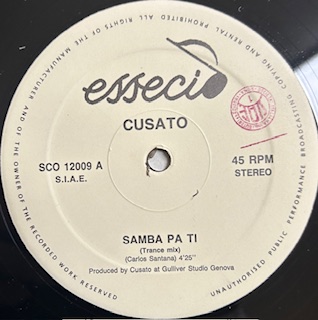 essecì
CUSATO
SCO 12009 A
S.I.A.E.
45 RPM
STEREO
SAMBA PA TI
(Trance mix)
(Carlos Santana) 4'25"
Produced by Cusato at Gulliver Studio Genova
ALL RIGHTS OF THE MANUFACTURER AND OF THE OWNER OF THE RECORDED WORK RESERVED
UNAUTHORISED PUBLIC PERFORMANCE BROADCASTING COPYING AND RENTAL PROHIBITED